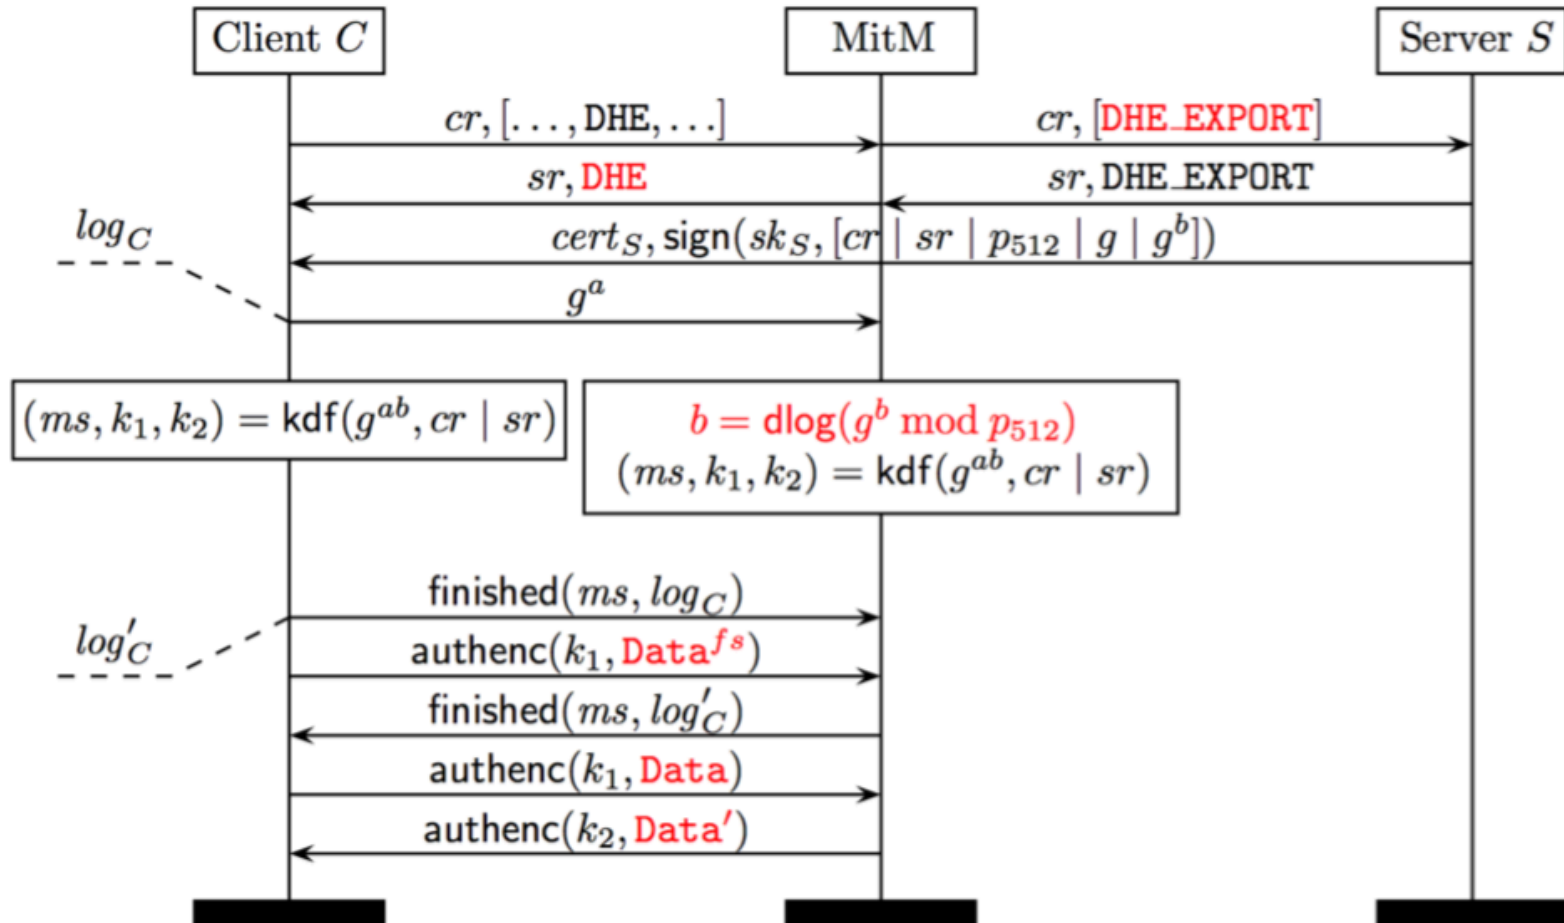 Client C MitM Server S
cr, [. . . , DHE, . . .] cr, [DHE_EXPORT]
sr, DHE sr, DHE_EXPORT
log_C cert_S, sign(sk_S, [cr | sr | p_512 | g | g^b])
g^a
(ms, k_1, k_2) = kdf(g^{ab}, cr | sr) b = dlog(g^b mod p_512)
(ms, k_1, k_2) = kdf(g^{ab}, cr | sr)
finished(ms, log_C)
log'_C authenc(k_1, Data^{fs})
finished(ms, log'_C)
authenc(k_1, Data)
authenc(k_2, Data')